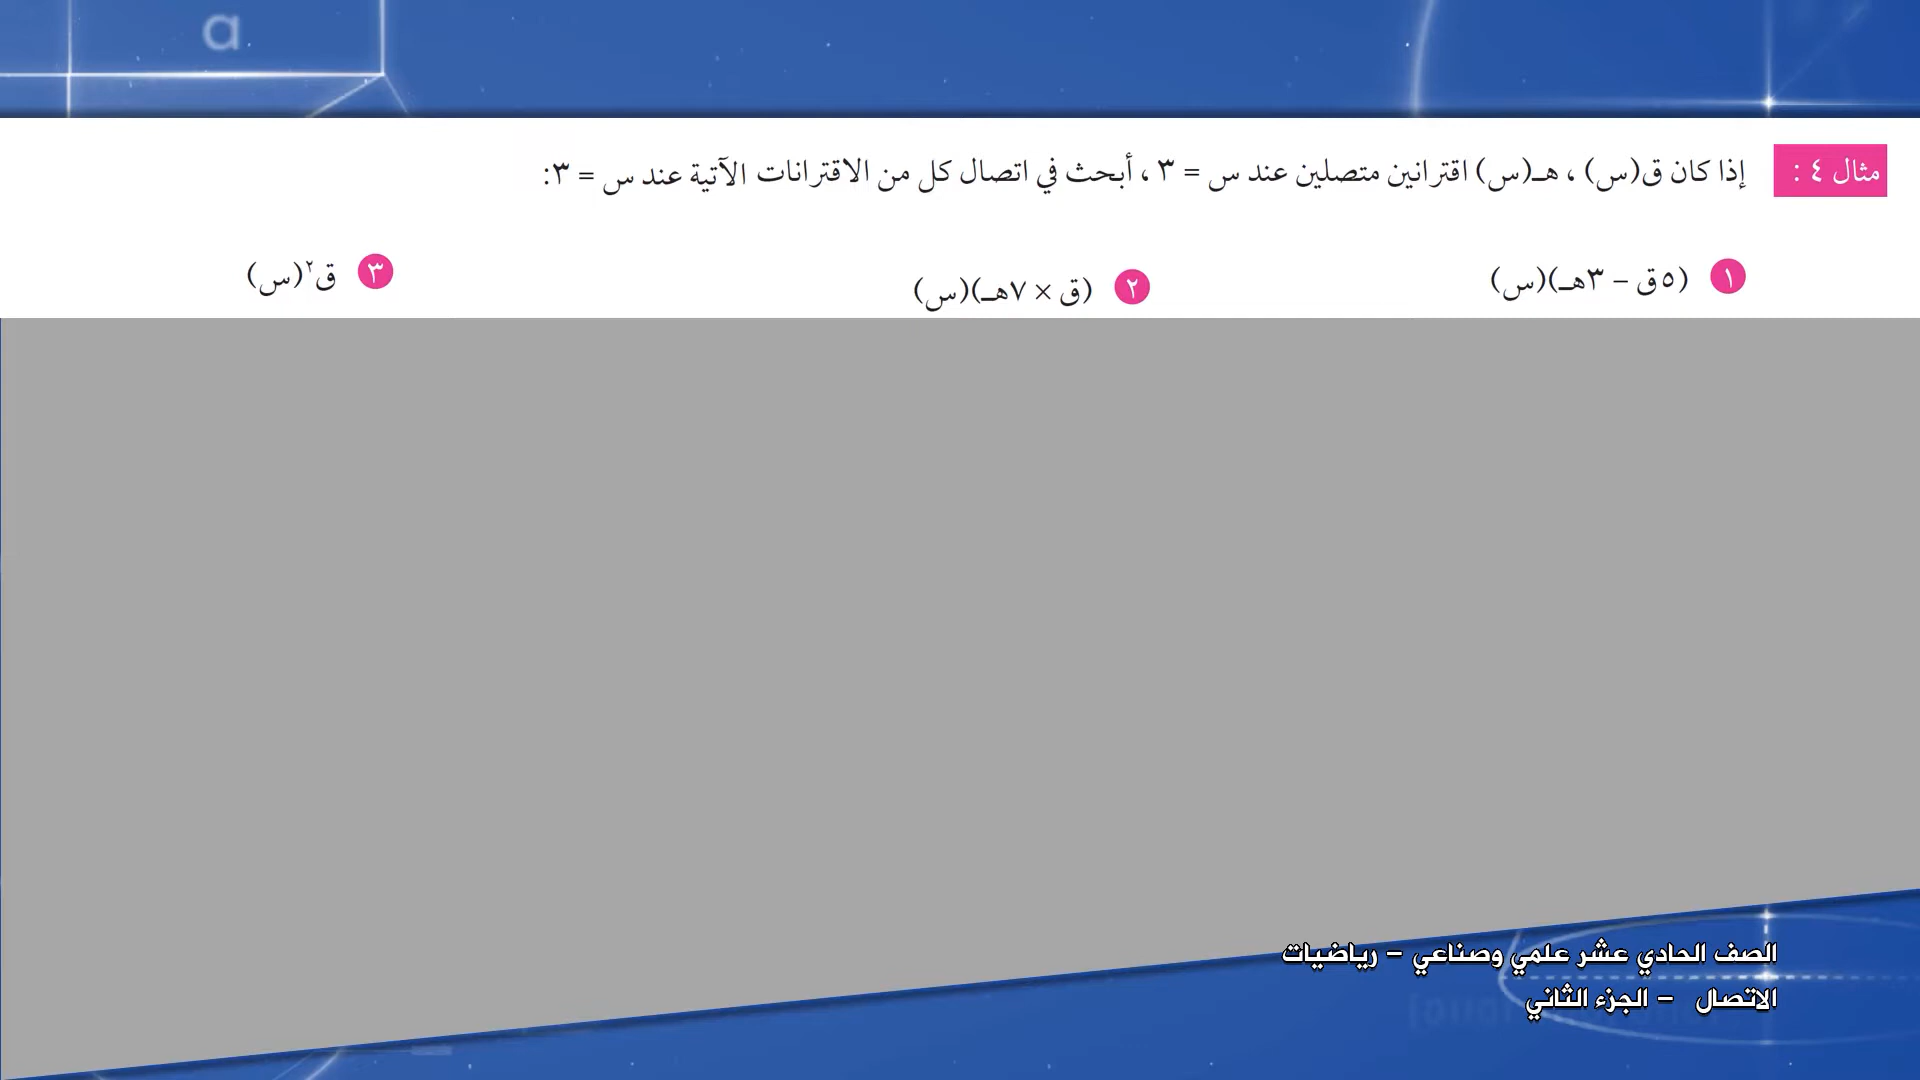 a
مثال ٤ : إذا كان ق(س) ، هـ(س) اقترانين متصلين عند س = ٣ ، أبحث في اتصال كل من الاقترانات الآتية عند س = ٣:
١ (٥ق – ٣هـ)(س) ٢ (ق × ٧هـ)(س) ٣ ق٢(س)
الصف الحادي عشر علمي وصناعي – رياضيات
الاتصال – الجزء الثاني